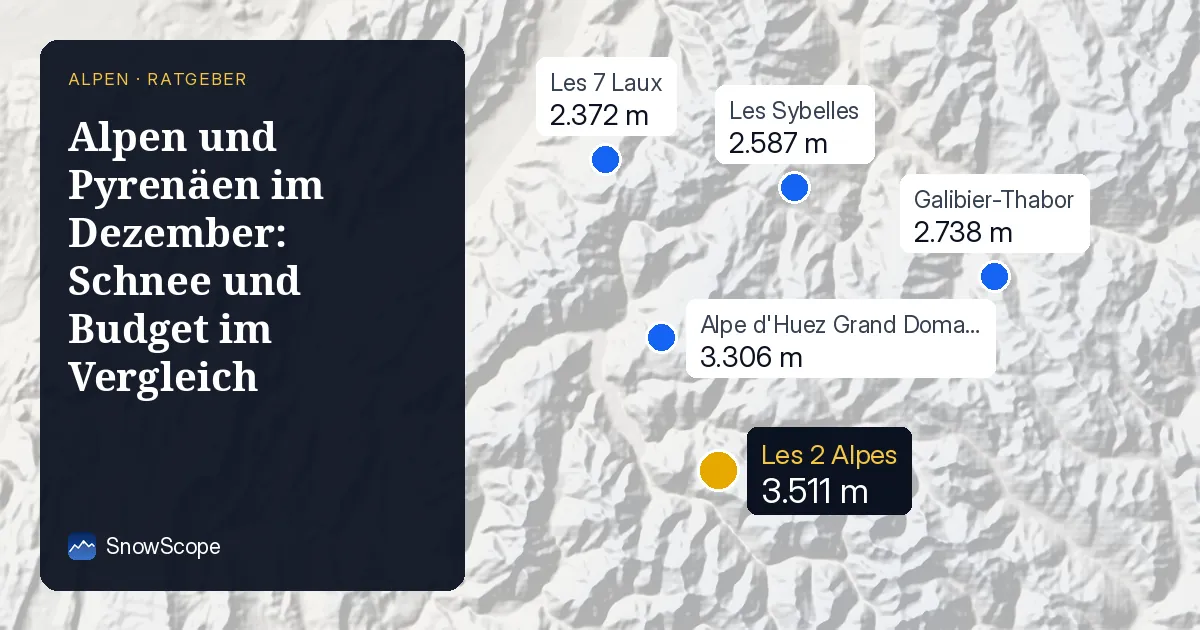 ALPEN · RATGEBER
Alpen und
Pyrenäen im
Dezember:
Schnee und
Budget im
Vergleich
SnowScope
Les 7 Laux
2.372 m
Les Sybelles
2.587 m
Galibier-Thabor
2.738 m
Alpe d'Huez Grand Doma...
3.306 m
Les 2 Alpes
3.511 m